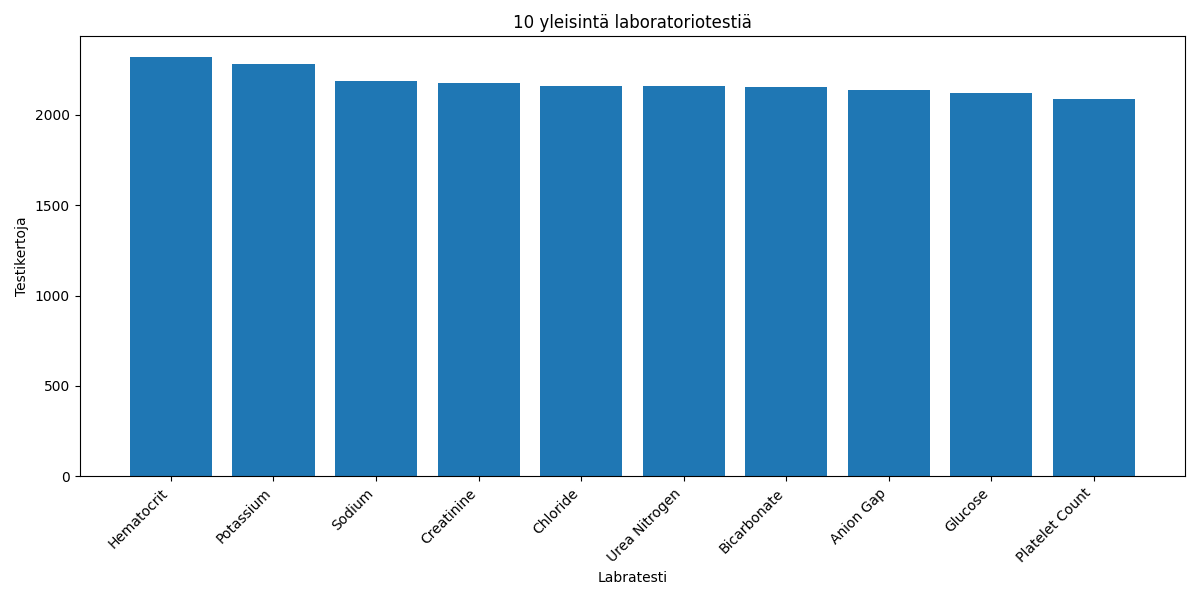 10 yleisintä laboratoriotestiä
Testikertoja
2000
1500
1000
500
0
Hematocrit
Potassium
Sodium
Creatinine
Chloride
Urea Nitrogen
Bicarbonate
Anion Gap
Glucose
Platelet Count
Labratesti